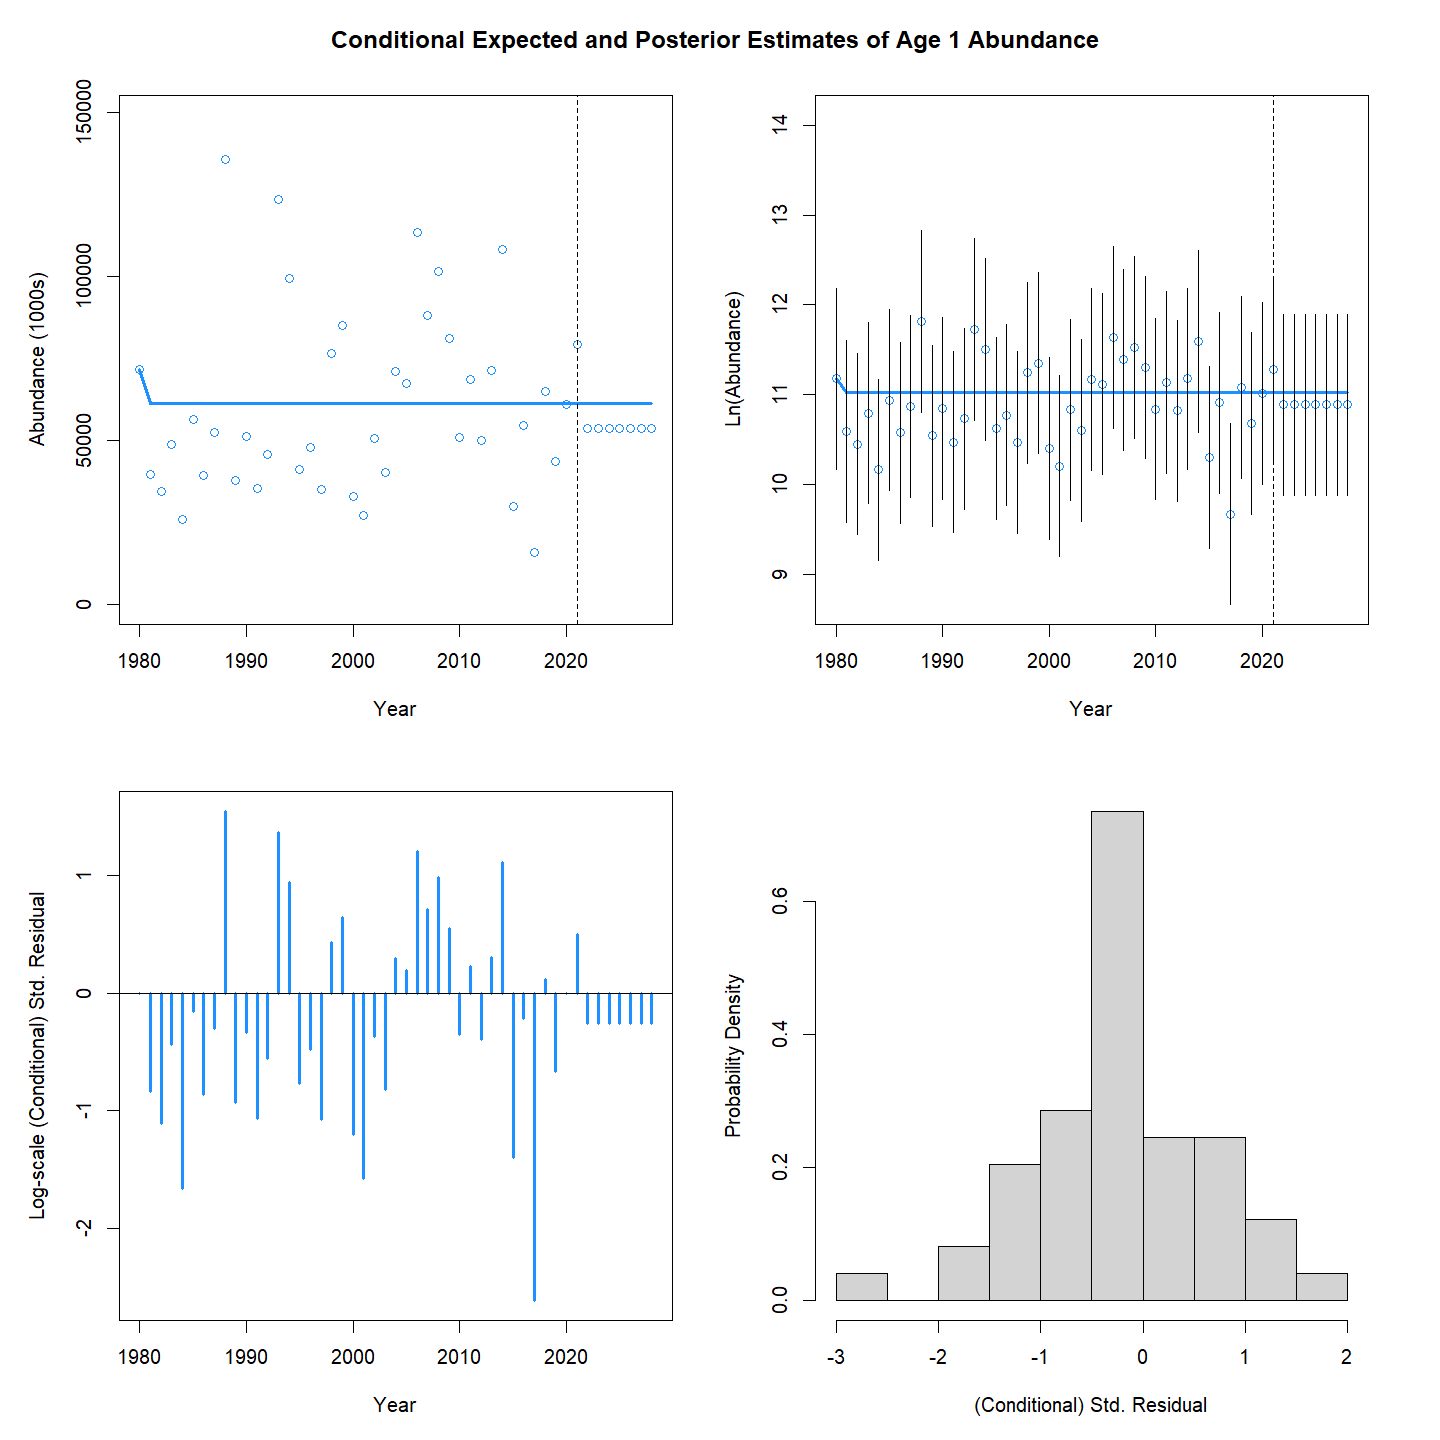 Conditional Expected and Posterior Estimates of Age 1 Abundance
Abundance (1000s)
150000
100000
50000
0
1980 1990 2000 2010 2020
Year
Ln(Abundance)
14
13
12
11
10
9
1980 1990 2000 2010 2020
Year
Log-scale (Conditional) Std. Residual
1
0
-1
-2
1980 1990 2000 2010 2020
Year
Probability Density
0.6
0.4
0.2
0.0
-3 -2 -1 0 1 2
(Conditional) Std. Residual